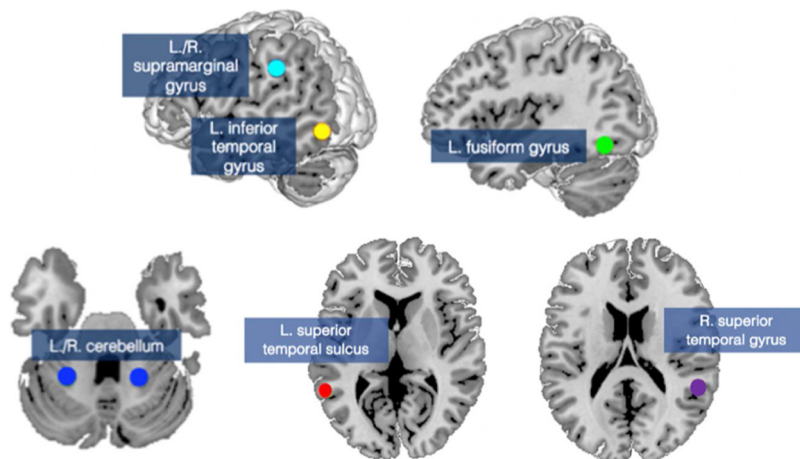 L./R.
supramarginal
gyrus
L. inferior
temporal
gyrus
L. fusiform gyrus
L./R. cerebellum
L. superior
temporal sulcus
R. superior
temporal gyrus